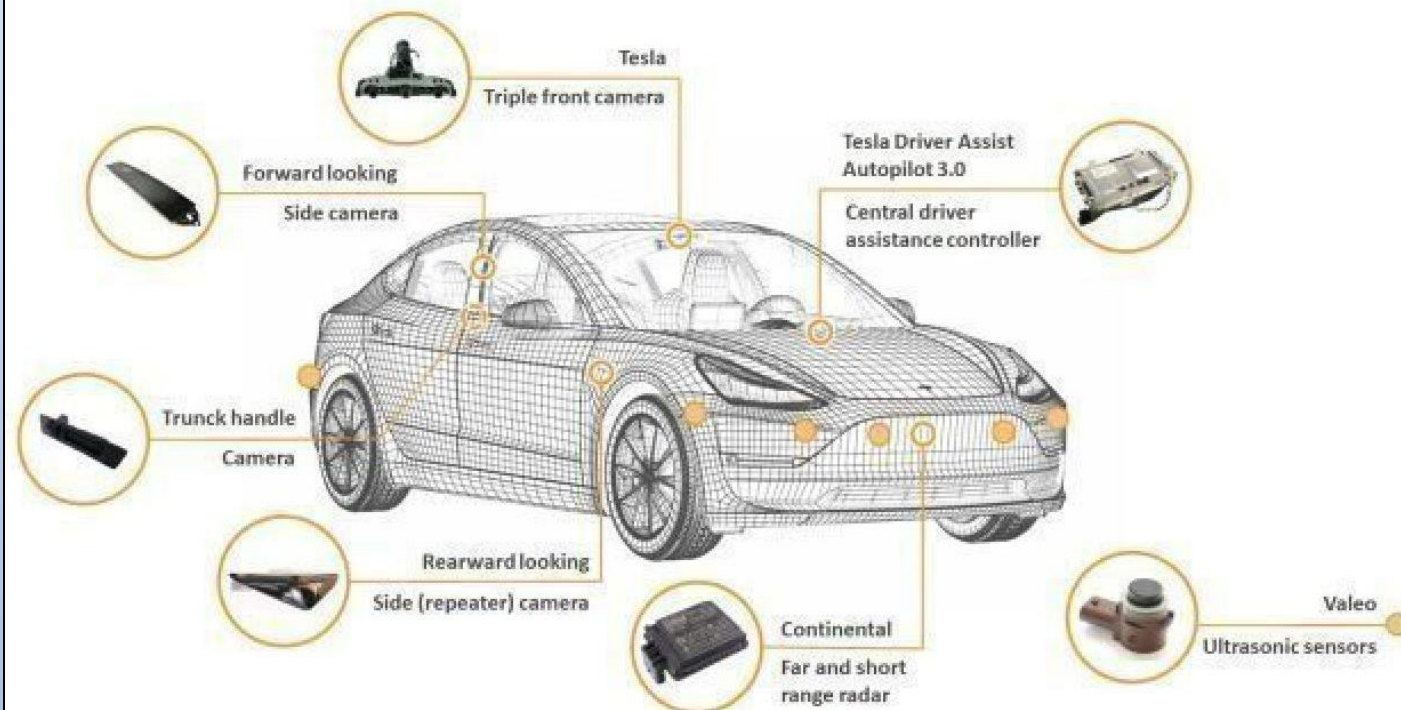 Tesla
Triple front camera
Tesla Driver Assist
Autopilot 3.0
Central driver
assistance controller
Forward looking
Side camera
Trunck handle
Camera
Rearward looking
Side (repeater) camera
Continental
Far and short
range radar
Valeo
Ultrasonic sensors